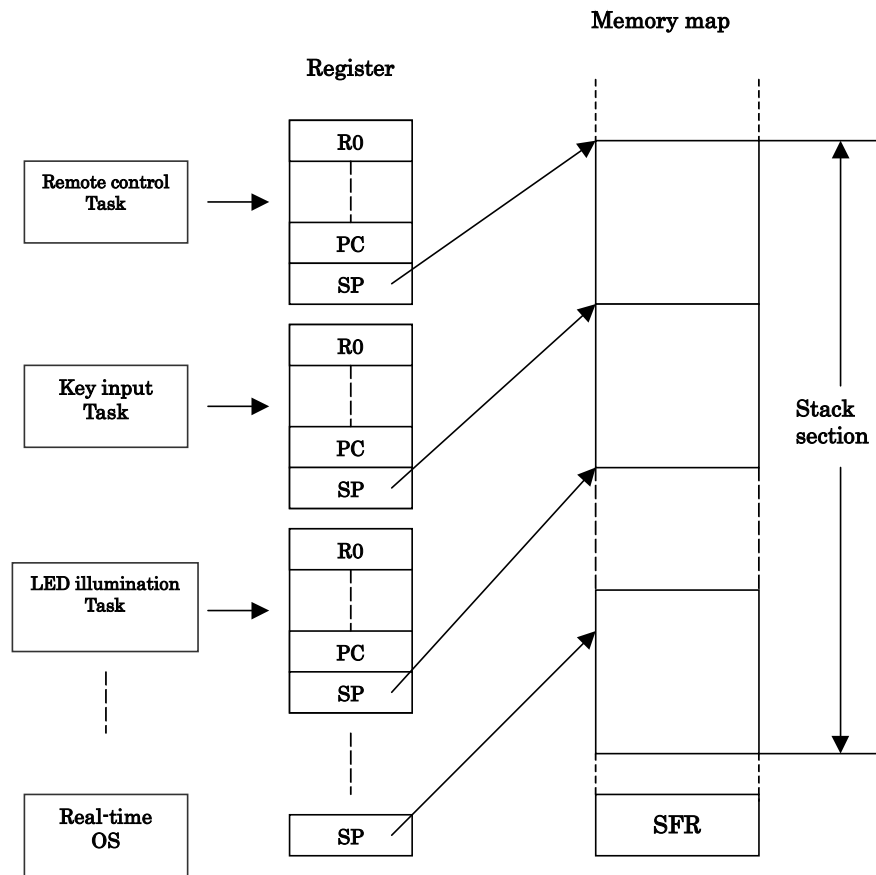 Memory map
Register
R0
PC
SP
Remote control
Task
R0
PC
SP
Key input
Task
R0
PC
SP
LED illumination
Task
Stack
section
Real-time
OS
SP
SFR